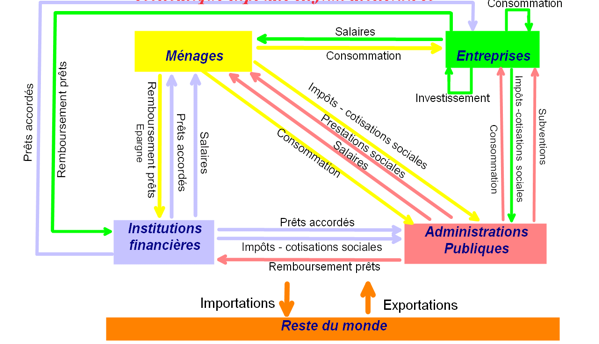 Consommation
Salaires
Ménages
Consommation
Entreprises
Investissement
Prêts accordés
Remboursement prêts
Remboursement prêts
Epargne
Prêts accordés
Salaires
Impôts - cotisations sociales
Prestations sociales
Salaires
Consommation
Consommation
Impôts -cotisations sociales
Subventions
Institutions
financières
Prêts accordés
Impôts - cotisations sociales
Remboursement prêts
Administrations
Publiques
Importations
Exportations
Reste du monde